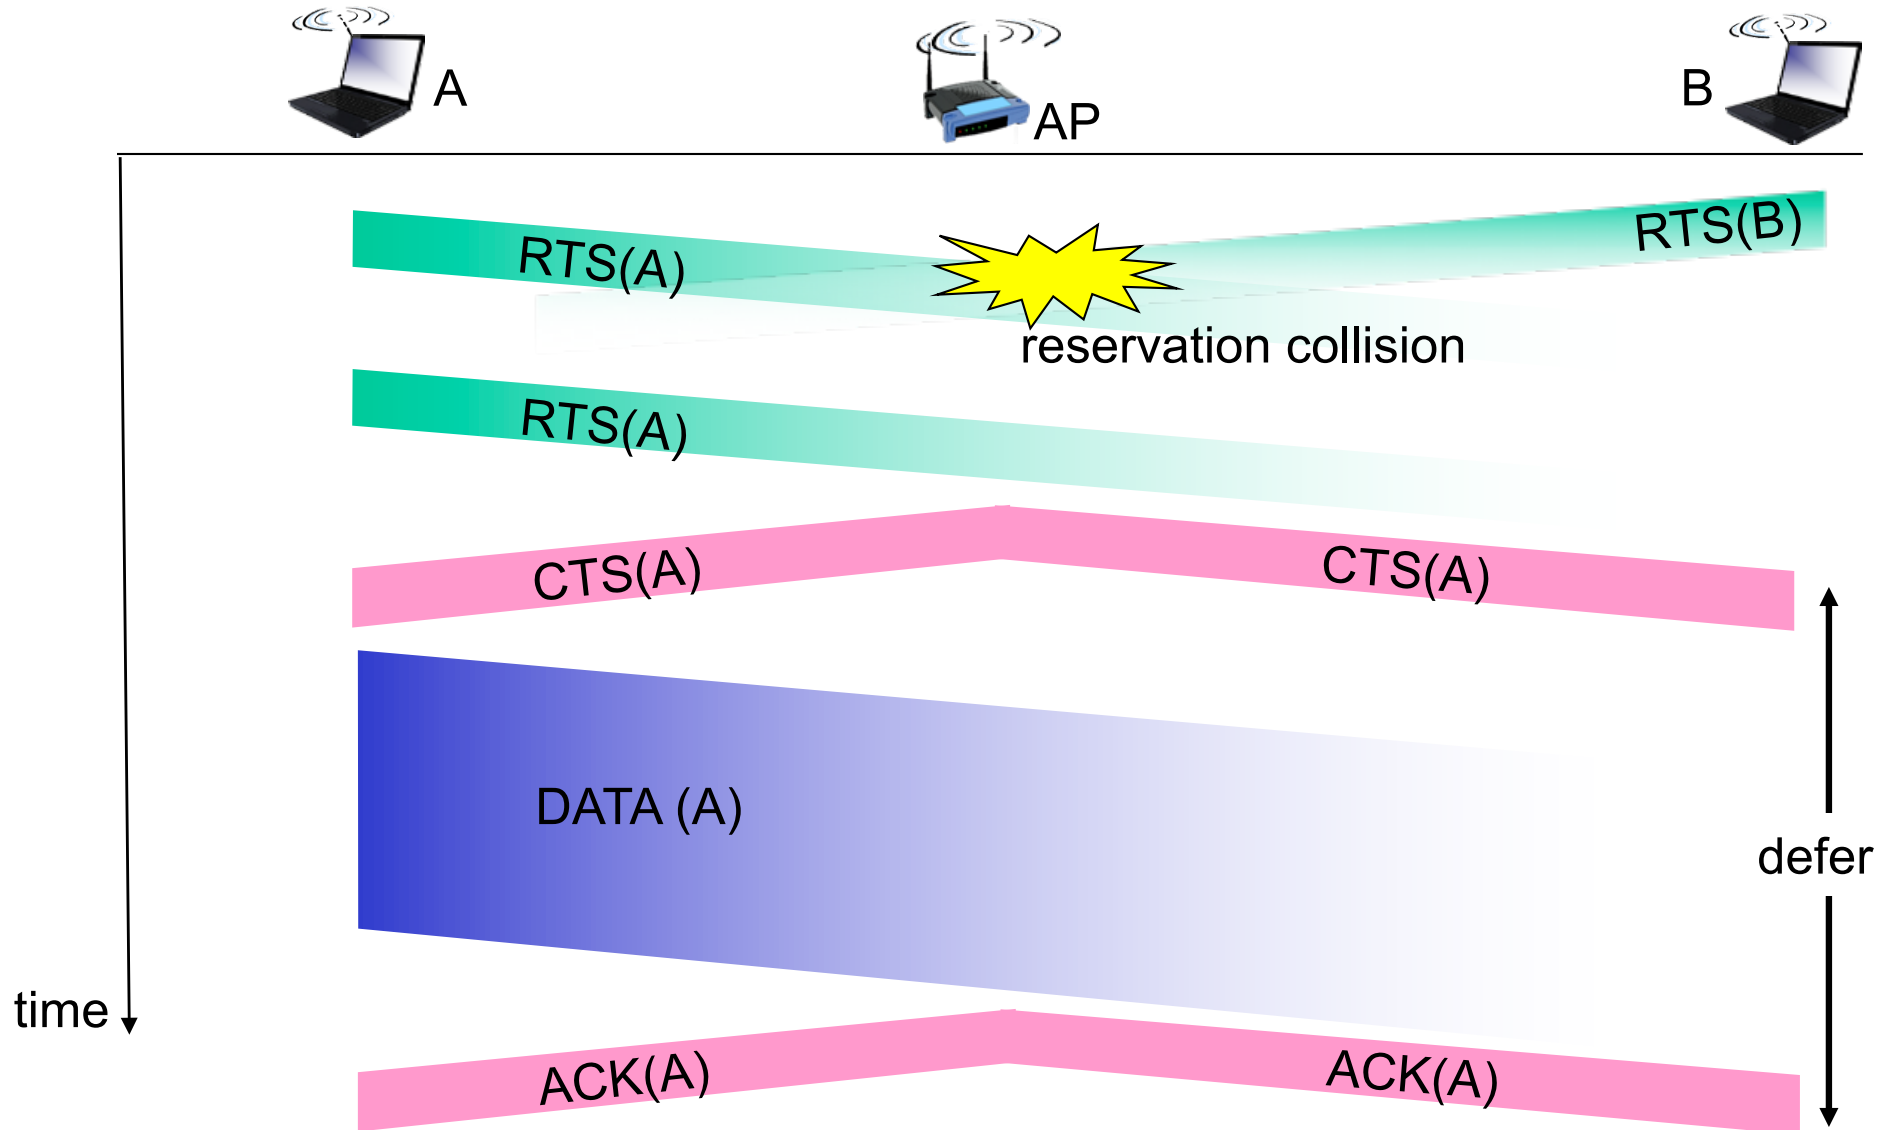 A
AP
B
RTS(A)
RTS(B)
reservation collision
RTS(A)
CTS(A)
CTS(A)
DATA (A)
defer
time
ACK(A)
ACK(A)